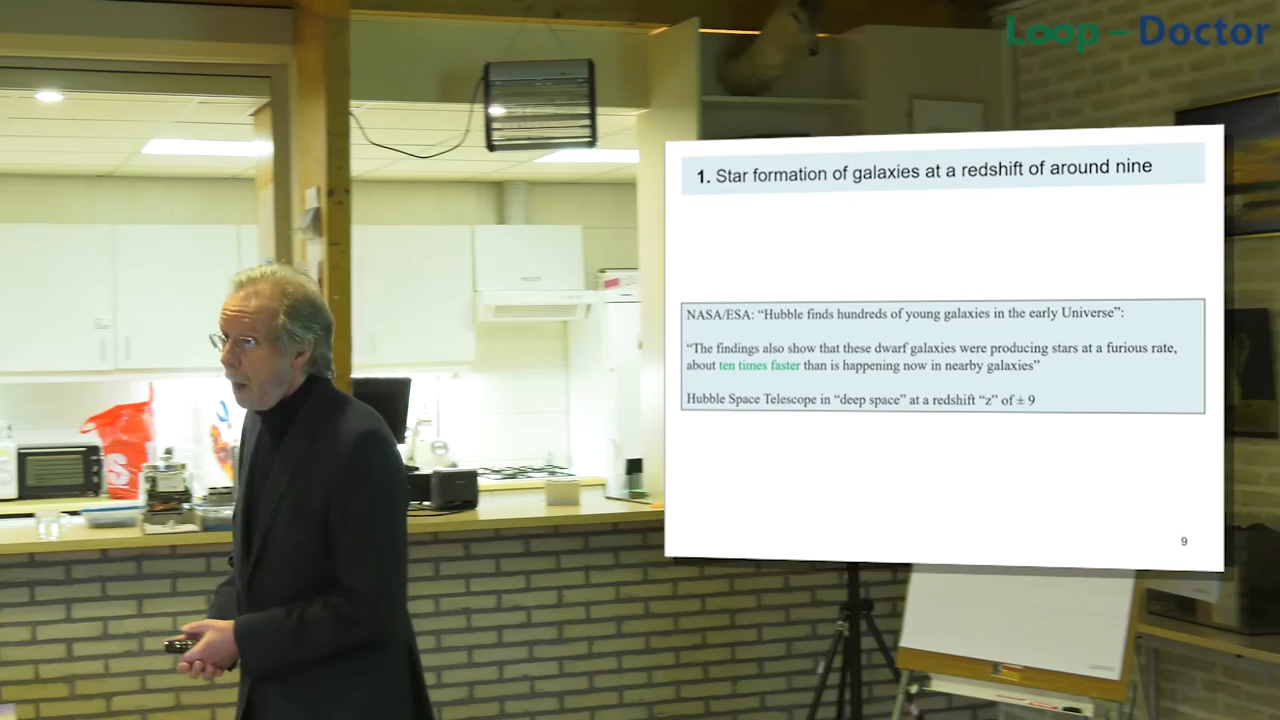 Loop – Doctor
1. Star formation of galaxies at a redshift of around nine
NASA/ESA: “Hubble finds hundreds of young galaxies in the early Universe”:
“The findings also show that these dwarf galaxies were producing stars at a furious rate,
about ten times faster than is happening now in nearby galaxies”
Hubble Space Telescope in “deep space” at a redshift “z” of ± 9
9
S